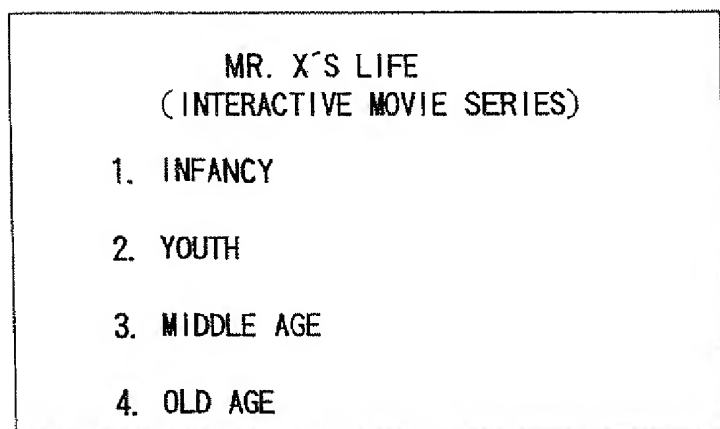 MR. X´S LIFE
(INTERACTIVE MOVIE SERIES)
1. INFANCY
2. YOUTH
3. MIDDLE AGE
4. OLD AGE